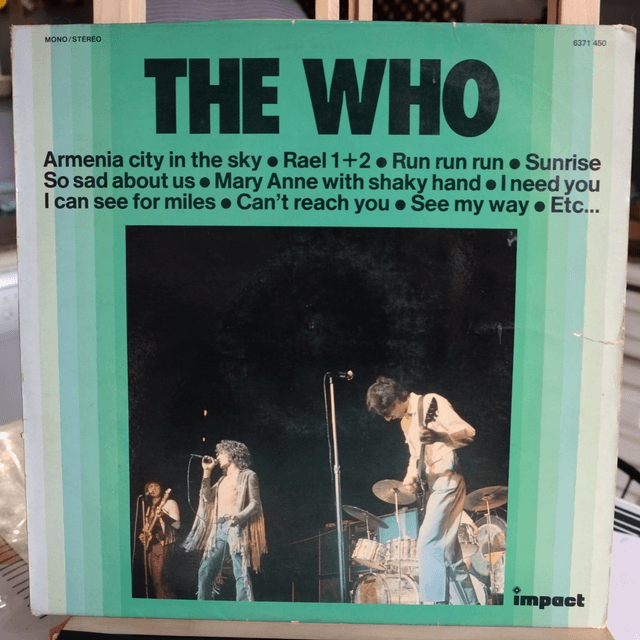 MONO/STEREO
6371 450
THE WHO
Armenia city in the sky ● Rael 1+2 ● Run run run ● Sunrise
So sad about us ● Mary Anne with shaky hand ● I need you
I can see for miles ● Can't reach you ● See my way ● Etc...
impact